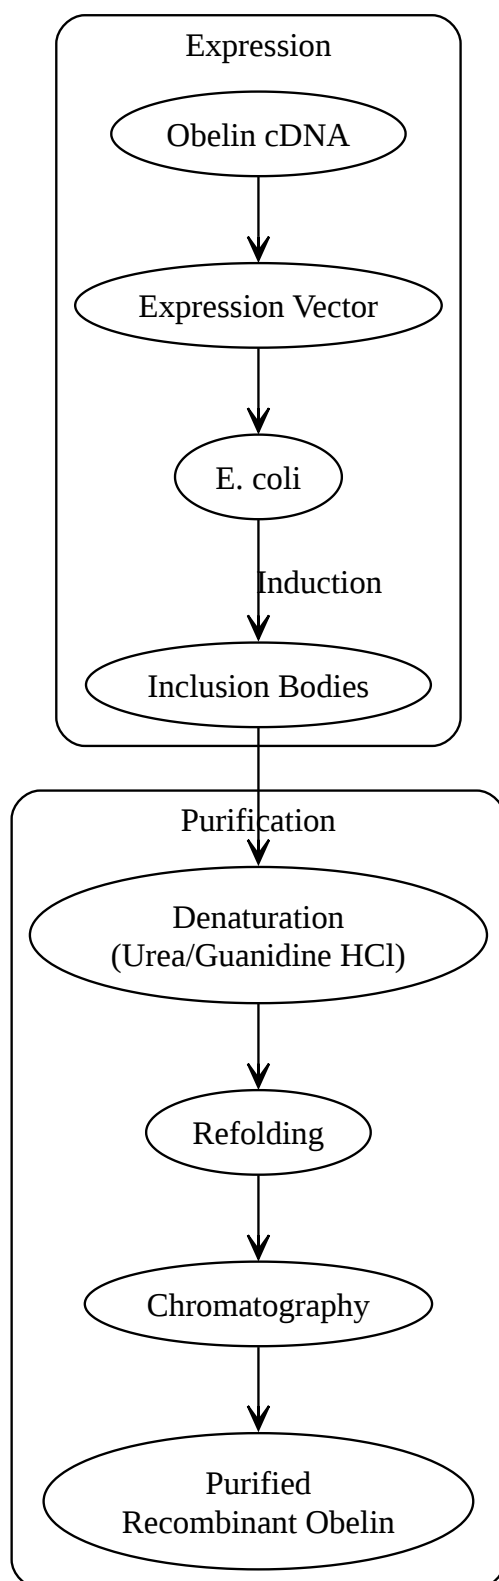 Expression
Obelin cDNA
Expression Vector
E. coli
Induction
Inclusion Bodies
Purification
Denaturation
(Urea/Guanidine HCl)
Refolding
Chromatography
Purified
Recombinant Obelin